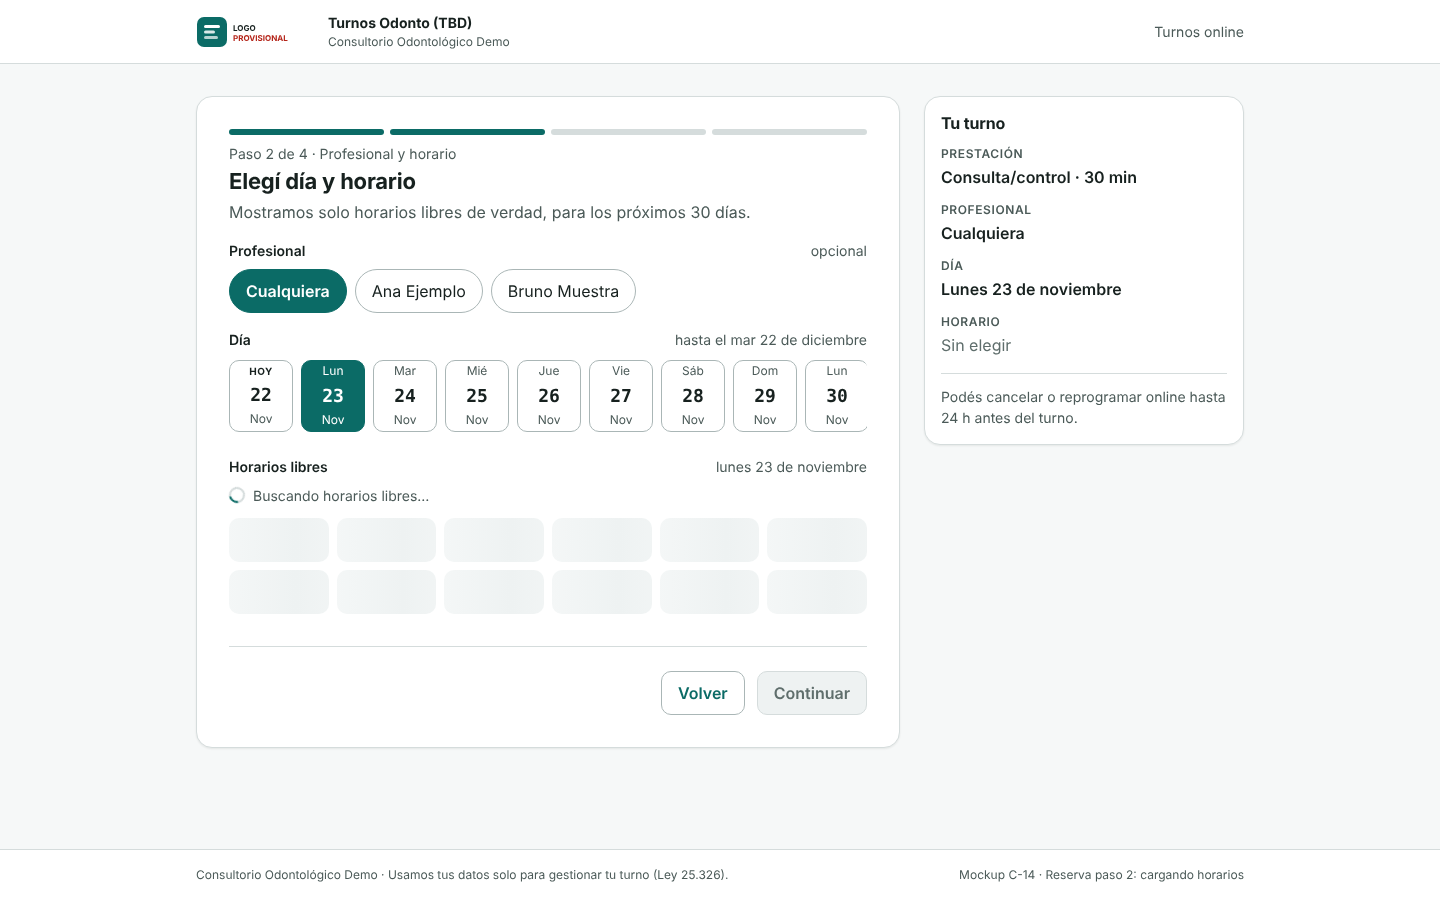 LOGO
PROVISIONAL
Turnos Odonto (TBD)
Consultorio Odontológico Demo
Turnos online
Paso 2 de 4 · Profesional y horario
Elegí día y horario
Mostramos solo horarios libres de verdad, para los próximos 30 días.
Profesional
opcional
Cualquiera
Ana Ejemplo
Bruno Muestra
Día
hasta el mar 22 de diciembre
HOY
22
Nov
Lun
23
Nov
Mar
24
Nov
Mié
25
Nov
Jue
26
Nov
Vie
27
Nov
Sáb
28
Nov
Dom
29
Nov
Lun
30
Nov
Horarios libres
lunes 23 de noviembre
Buscando horarios libres…
Volver
Continuar
Tu turno
PRESTACIÓN
Consulta/control · 30 min
PROFESIONAL
Cualquiera
DÍA
Lunes 23 de noviembre
HORARIO
Sin elegir
Podés cancelar o reprogramar online hasta
24 h antes del turno.
Consultorio Odontológico Demo · Usamos tus datos solo para gestionar tu turno (Ley 25.326).
Mockup C-14 · Reserva paso 2: cargando horarios